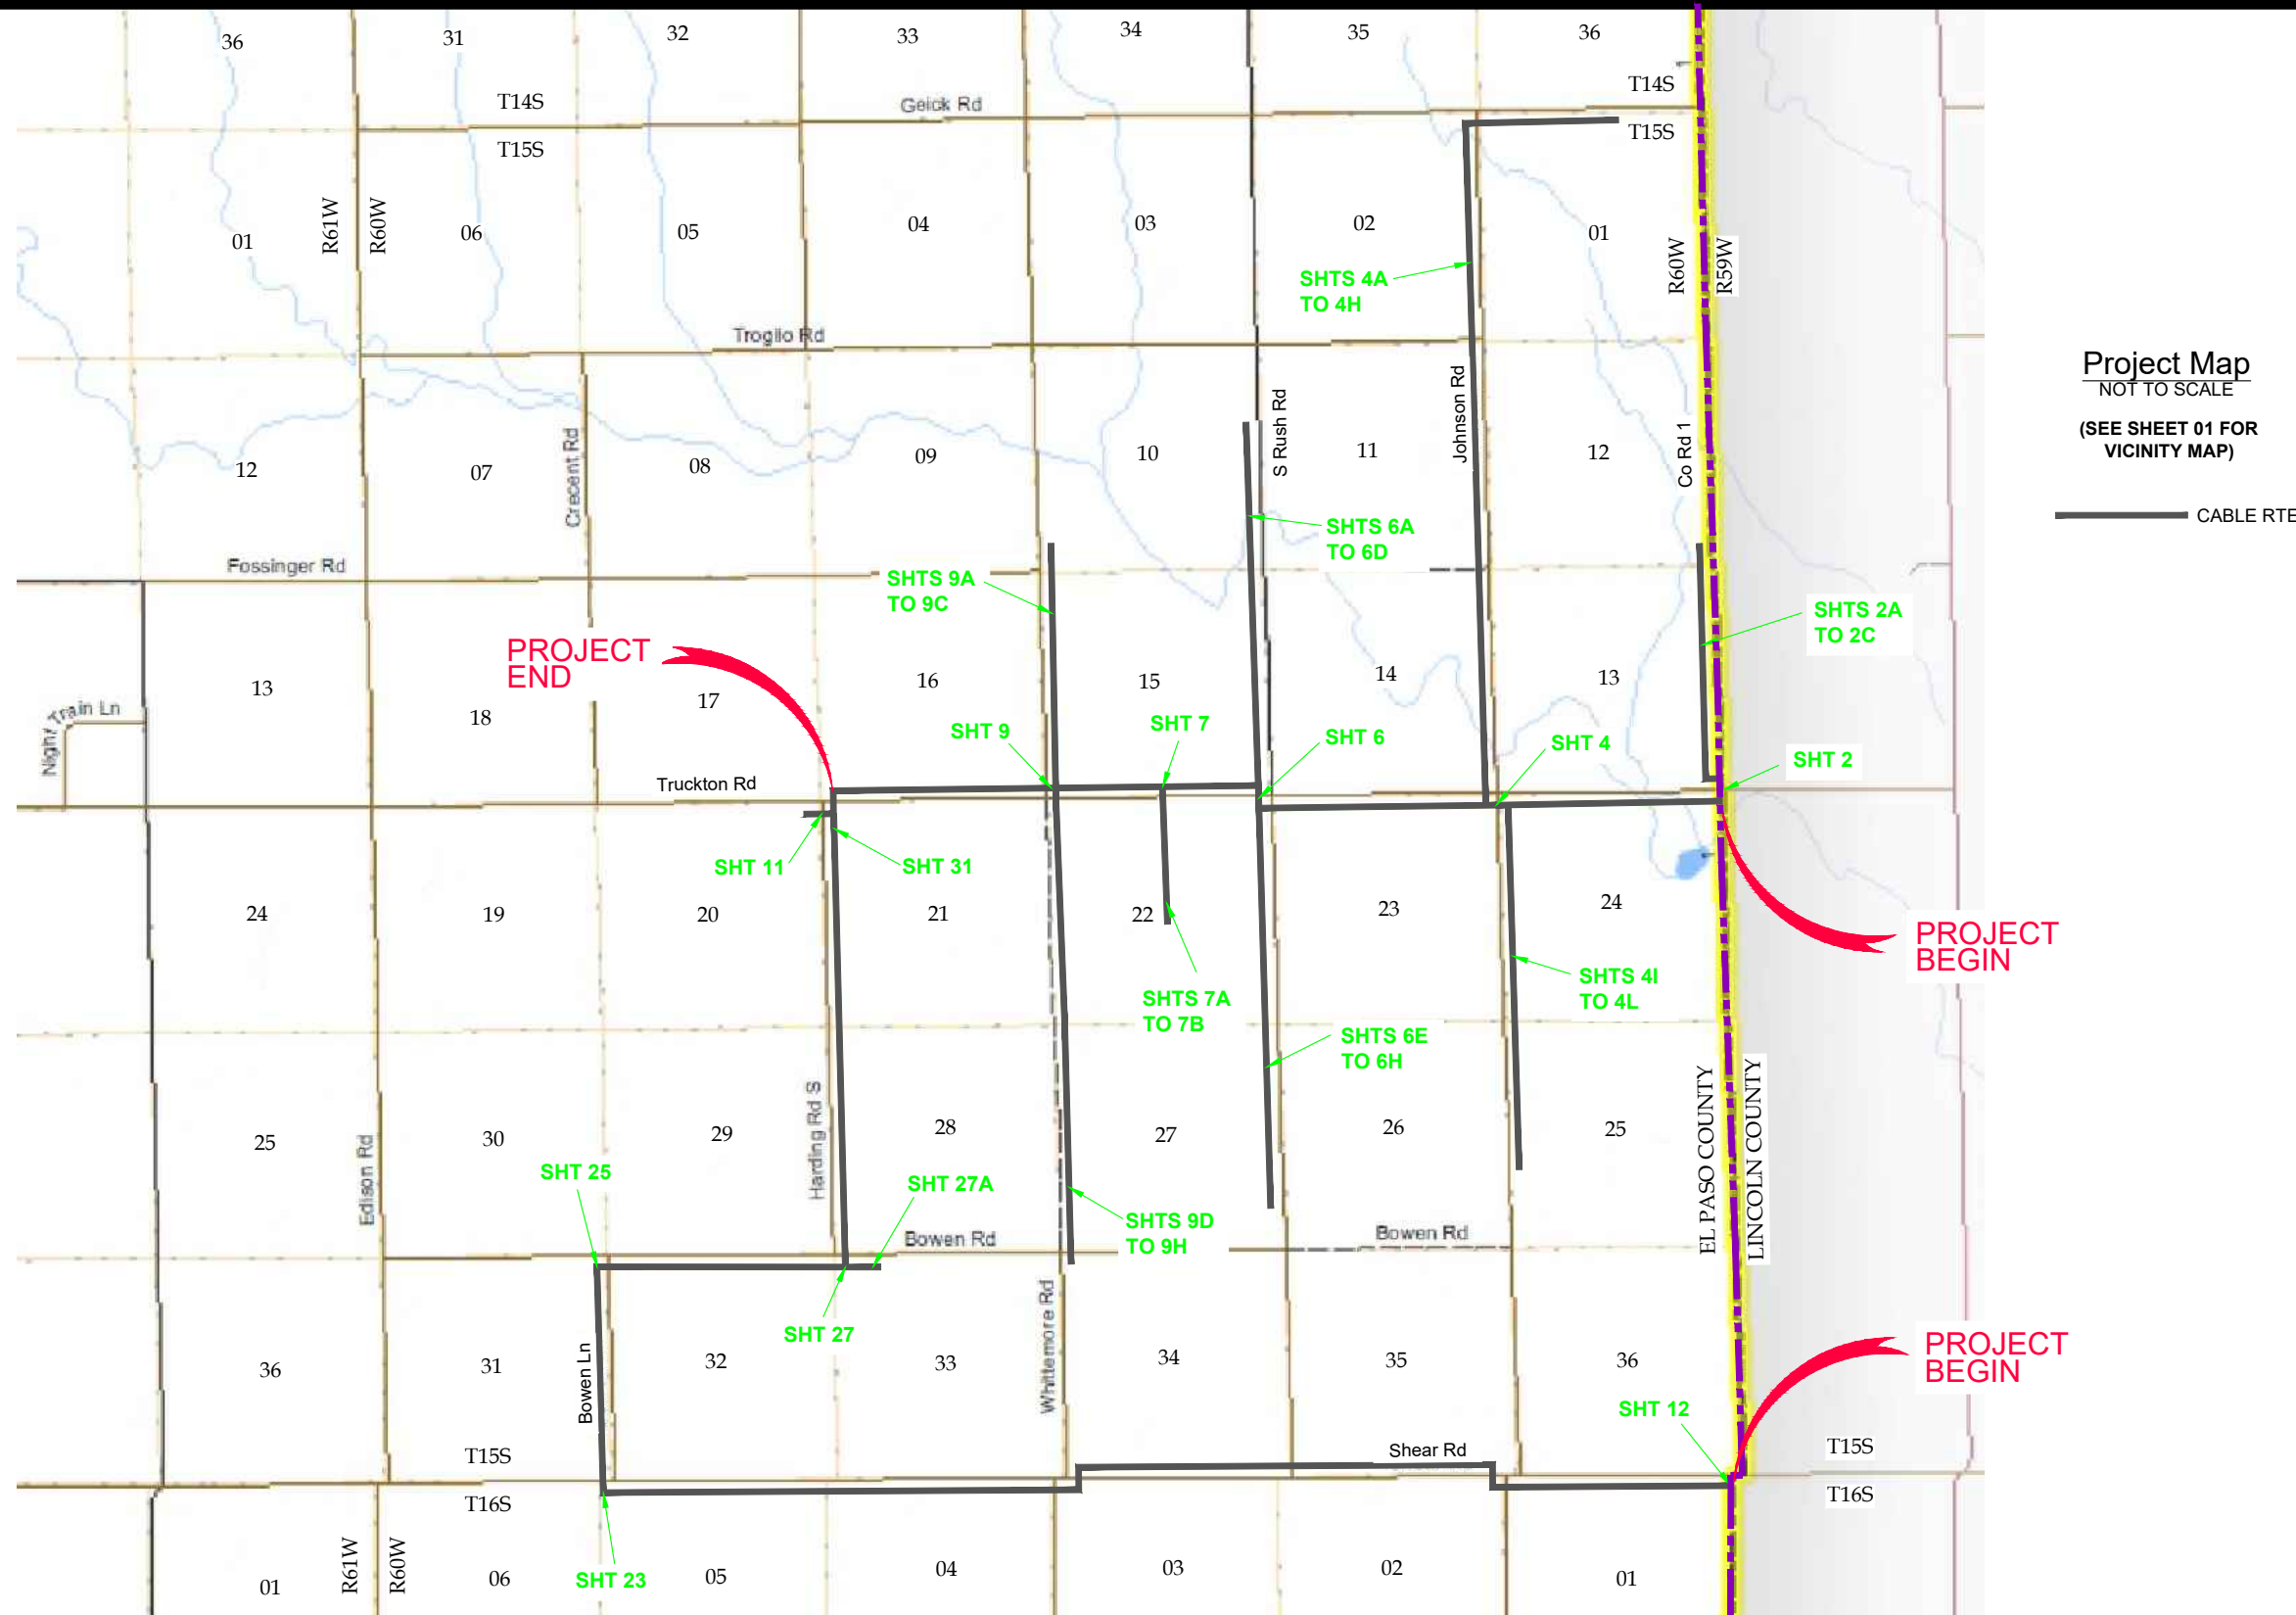 36
31
32
33
34
35
36
T14S
T14S
Geick Rd
T15S
T15S
R61W
R60W
01
06
05
04
03
02
01
R60W
R59W
SHTS 4A
TO 4H
Troglio Rd
Project Map
NOT TO SCALE
(SEE SHEET 01 FOR
VICINITY MAP)
CABLE RTE
12
07
Crecent Rd
08
09
10
S Rush Rd
11
Johnson Rd
12
Co Rd 1
SHTS 6A
TO 6D
Fossinger Rd
SHTS 9A
TO 9C
SHTS 2A
TO 2C
PROJECT
END
13
18
17
16
15
14
13
Night Train Ln
SHT 9
SHT 7
SHT 6
SHT 4
SHT 2
Truckton Rd
SHT 11
SHT 31
24
19
20
21
22
23
24
PROJECT
BEGIN
SHTS 7A
TO 7B
SHTS 4I
TO 4L
SHTS 6E
TO 6H
25
Edison Rd
30
29
Harding Rd S
28
27
26
25
EL PASO COUNTY
LINCOLN COUNTY
SHT 25
SHT 27A
SHTS 9D
TO 9H
Bowen Rd
Bowen Rd
SHT 27
Whittemore Rd
Bowen Ln
36
31
32
33
34
35
36
PROJECT
BEGIN
SHT 12
T15S
Shear Rd
T15S
T16S
T16S
R61W
R60W
01
06
SHT 23
05
04
03
02
01